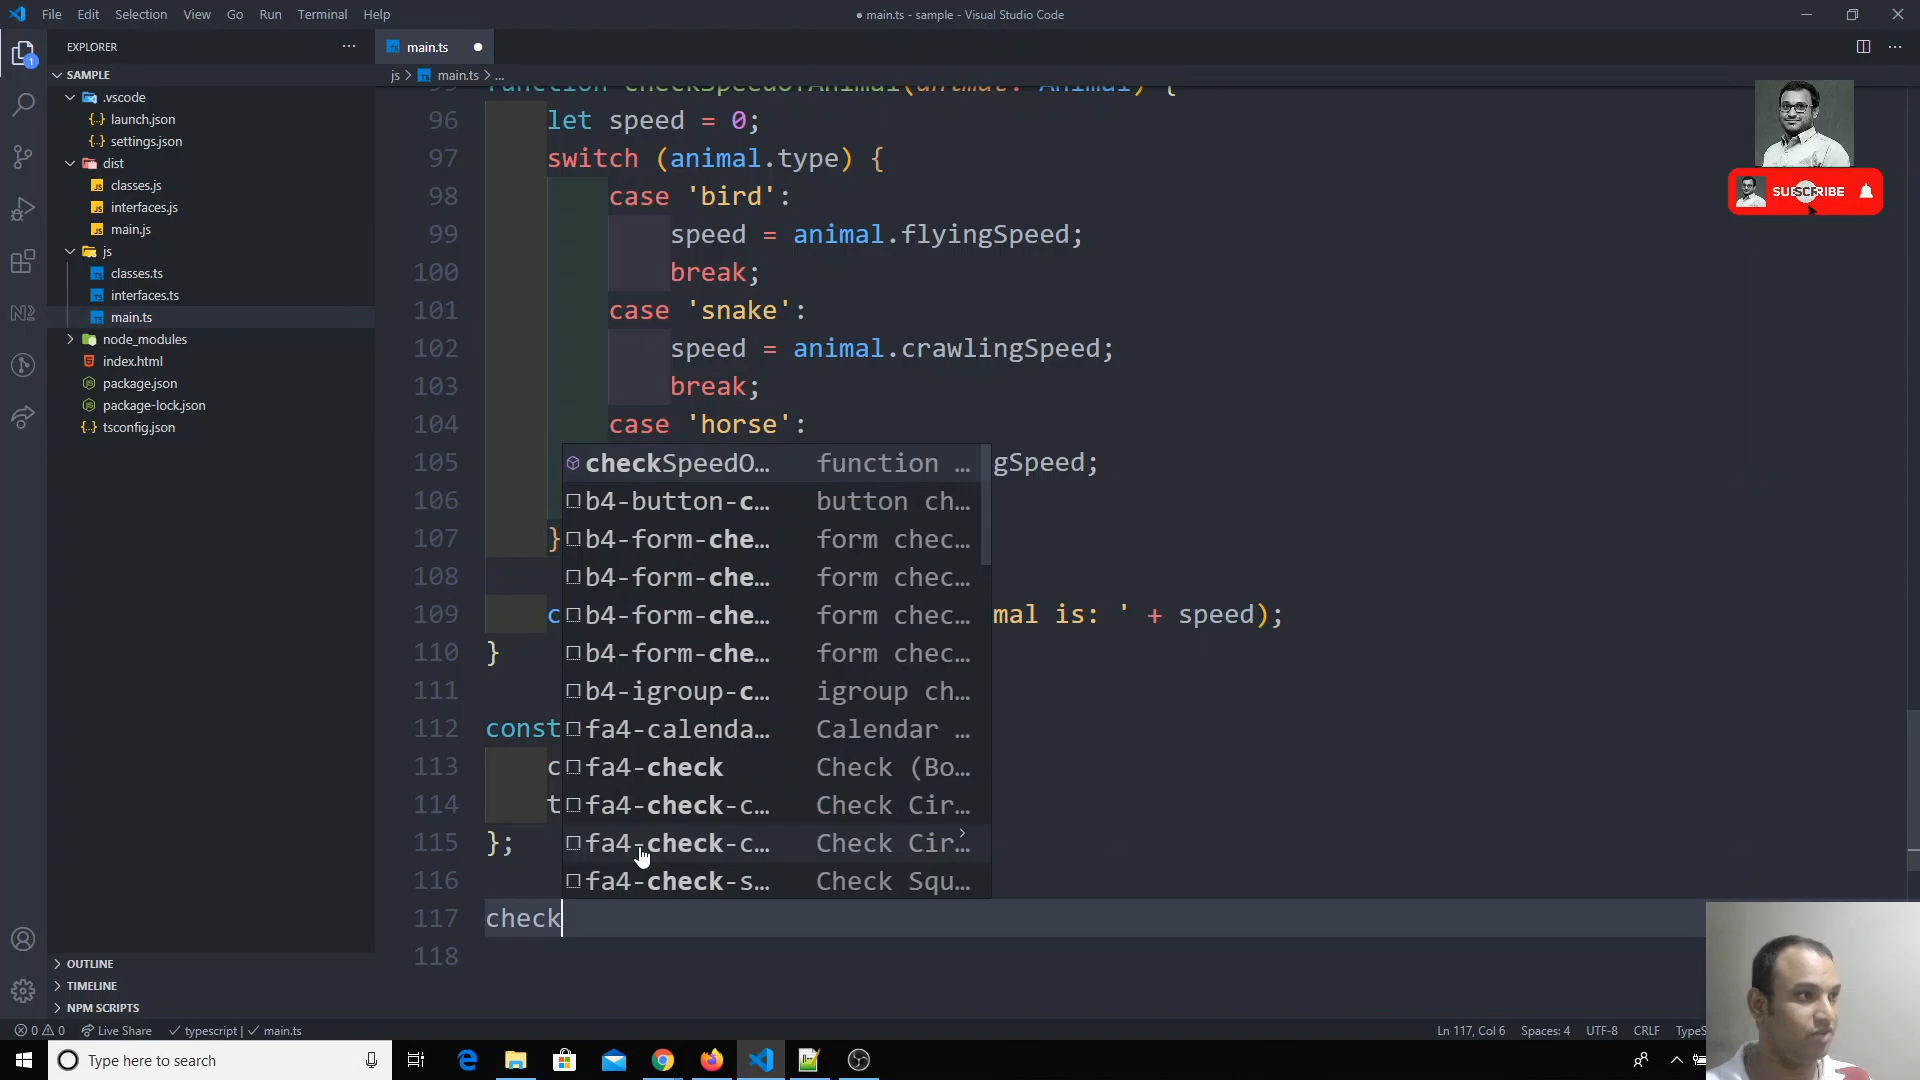 File Edit Selection View Go Run Terminal Help
● main.ts - sample - Visual Studio Code
EXPLORER
SAMPLE
.vscode
launch.json
settings.json
dist
classes.js
interfaces.js
main.js
js
classes.ts
interfaces.ts
main.ts
node_modules
index.html
package.json
package-lock.json
tsconfig.json
OUTLINE
TIMELINE
NPM SCRIPTS
main.ts
js > main.ts > ...
function checkSpeedOfAnimal(animal: Animal) {
96 let speed = 0;
97 switch (animal.type) {
98 case 'bird':
99 speed = animal.flyingSpeed;
100 break;
101 case 'snake':
102 speed = animal.crawlingSpeed;
103 break;
104 case 'horse':
105 gSpeed;
106
107 }
108
109 c mal is: ' + speed);
110 }
111
112 const
113 c
114 t
115 };
116
117 check
118
checkSpeedO… function …
b4-button-c… button ch…
b4-form-che… form chec…
b4-form-che… form chec…
b4-form-che… form chec…
b4-form-che… form chec…
b4-igroup-c… igroup ch…
fa4-calenda… Calendar …
fa4-check Check (Bo…
fa4-check-c… Check Cir…
fa4-check-c… Check Cir…
fa4-check-s… Check Squ…
SUBSCRIBE
0 0 Live Share typescript | main.ts
Ln 117, Col 6 Spaces: 4 UTF-8 CRLF TypeS
Type here to search